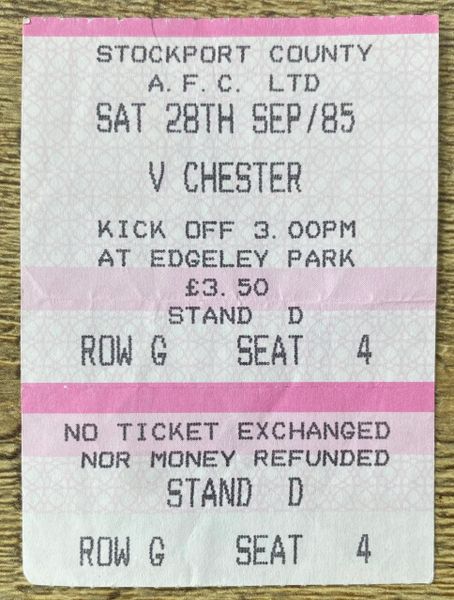 STOCKPORT COUNTY
A.F.C. LTD
SAT 28TH SEP/85
V CHESTER
KICK OFF 3.00PM
AT EDGELEY PARK
£3.50
STAND D
ROW G SEAT 4
NO TICKET EXCHANGED
NOR MONEY REFUNDED
STAND D
ROW G SEAT 4